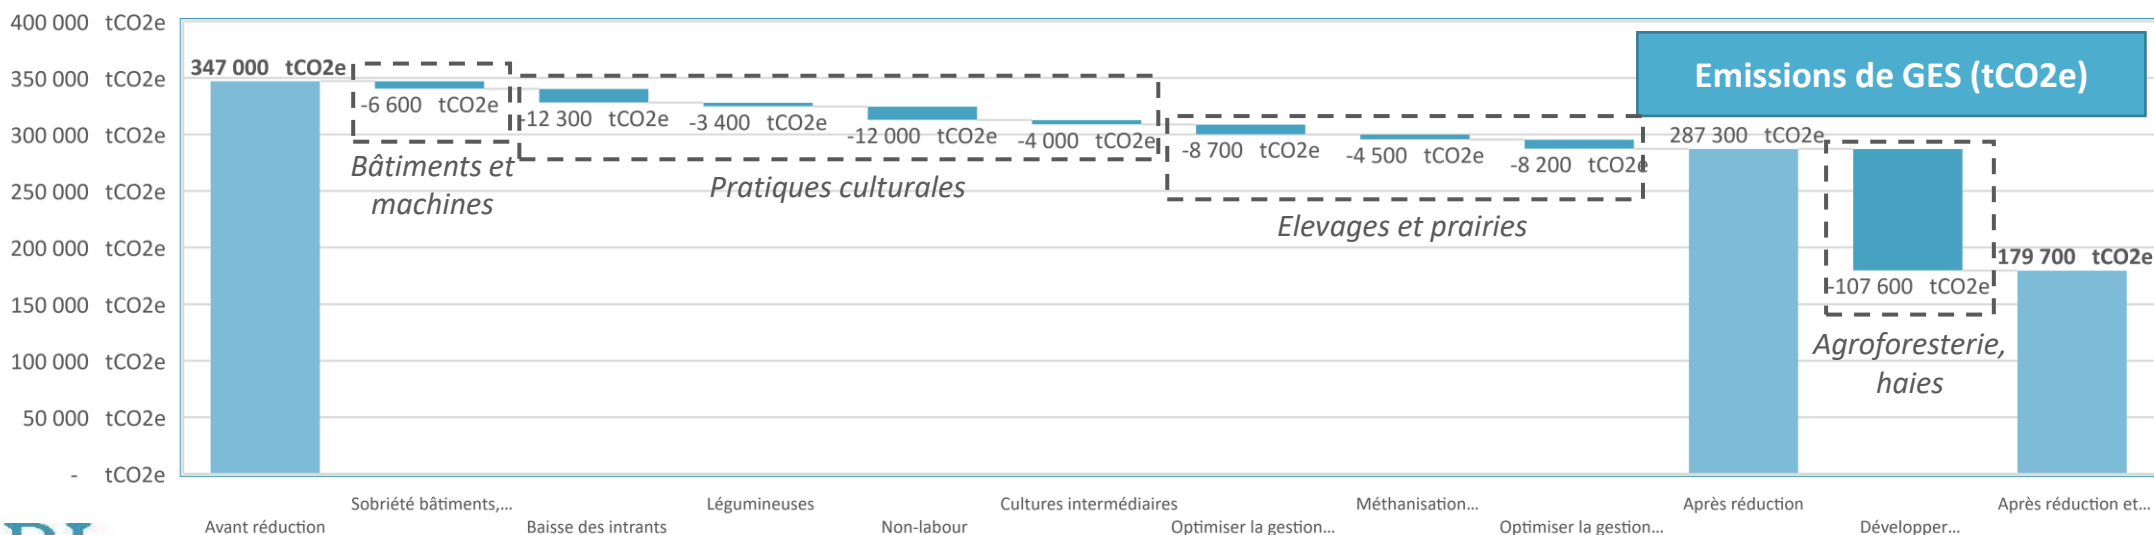 400 000 tCO2e
350 000 tCO2e
300 000 tCO2e
250 000 tCO2e
200 000 tCO2e
150 000 tCO2e
100 000 tCO2e
50 000 tCO2e
- tCO2e
Emissions de GES (tCO2e)
347 000 tCO2e
-6 600 tCO2e
-12 300 tCO2e
-3 400 tCO2e
-12 000 tCO2e
-4 000 tCO2e
-8 700 tCO2e
-4 500 tCO2e
-8 200 tCO2e
287 300 tCO2e
-107 600 tCO2e
179 700 tCO2e
Bâtiments et
machines
Pratiques culturales
Elevages et prairies
Agroforesterie,
haies
Avant réduction
Sobriété bâtiments,...
Baisse des intrants
Légumineuses
Non-labour
Cultures intermédiaires
Optimiser la gestion...
Méthanisation...
Optimiser la gestion...
Après réduction
Développer...
Après réduction et...